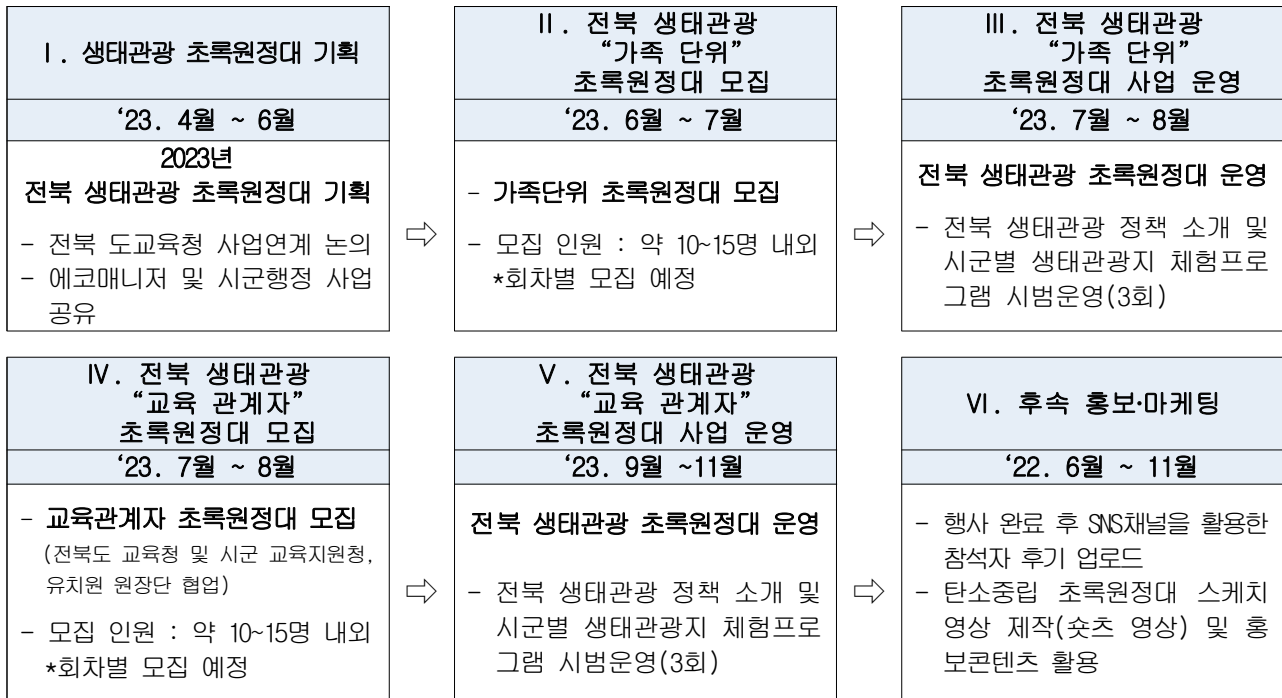 Ⅰ. 생태관광 초록원정대 기획
‘23. 4월 ~ 6월
2023년
전북 생태관광 초록원정대 기획
- 전북 도교육청 사업연계 논의
- 에코매니저 및 시군행정 사업
공유
⇨
Ⅱ. 전북 생태관광
“가족 단위”
초록원정대 모집
‘23. 6월 ~ 7월
- 가족단위 초록원정대 모집
- 모집 인원 : 약 10~15명 내외
*회차별 모집 예정
⇨
Ⅲ. 전북 생태관광
“가족 단위”
초록원정대 사업 운영
‘23. 7월 ~ 8월
전북 생태관광 초록원정대 운영
- 전북 생태관광 정책 소개 및
시군별 생태관광지 체험프로
그램 시범운영(3회)
Ⅳ. 전북 생태관광
“교육 관계자”
초록원정대 모집
‘23. 7월 ~ 8월
- 교육관계자 초록원정대 모집
(전북도 교육청 및 시군 교육지원청,
유치원 원장단 협업)
- 모집 인원 : 약 10~15명 내외
*회차별 모집 예정
⇨
Ⅴ. 전북 생태관광
“교육 관계자”
초록원정대 사업 운영
‘23. 9월 ~11월
전북 생태관광 초록원정대 운영
- 전북 생태관광 정책 소개 및
시군별 생태관광지 체험프로
그램 시범운영(3회)
⇨
Ⅵ. 후속 홍보·마케팅
‘22. 6월 ~ 11월
- 행사 완료 후 SNS채널을 활용한
참석자 후기 업로드
- 탄소중립 초록원정대 스케치
영상 제작(숏츠 영상) 및 홍
보콘텐츠 활용